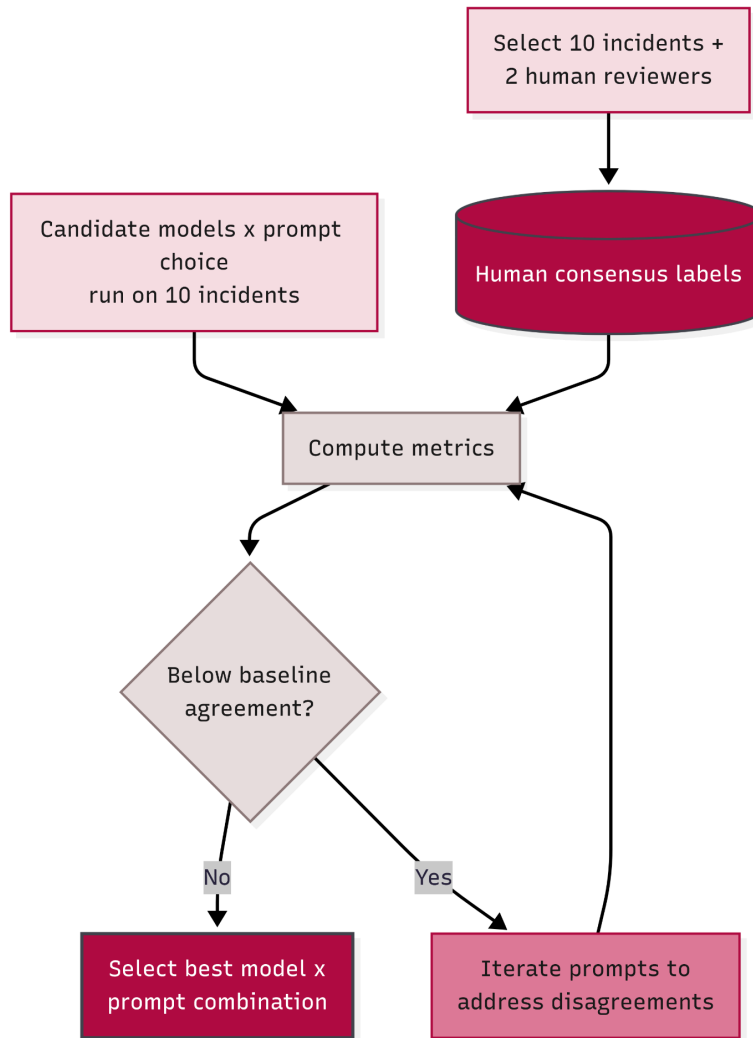 Select 10 incidents +
2 human reviewers
Candidate models x prompt
choice
run on 10 incidents
Human consensus labels
Compute metrics
Below baseline
agreement?
No
Yes
Select best model x
prompt combination
Iterate prompts to
address disagreements